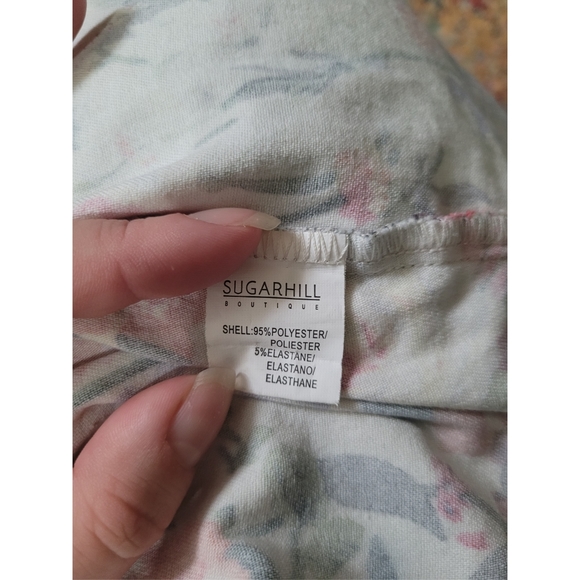 SUGARHILL
BOUTIQUE
SHELL:95%POLYESTER/
POLIESTER
5%ELASTANE/
ELASTANO/
ELASTHANE